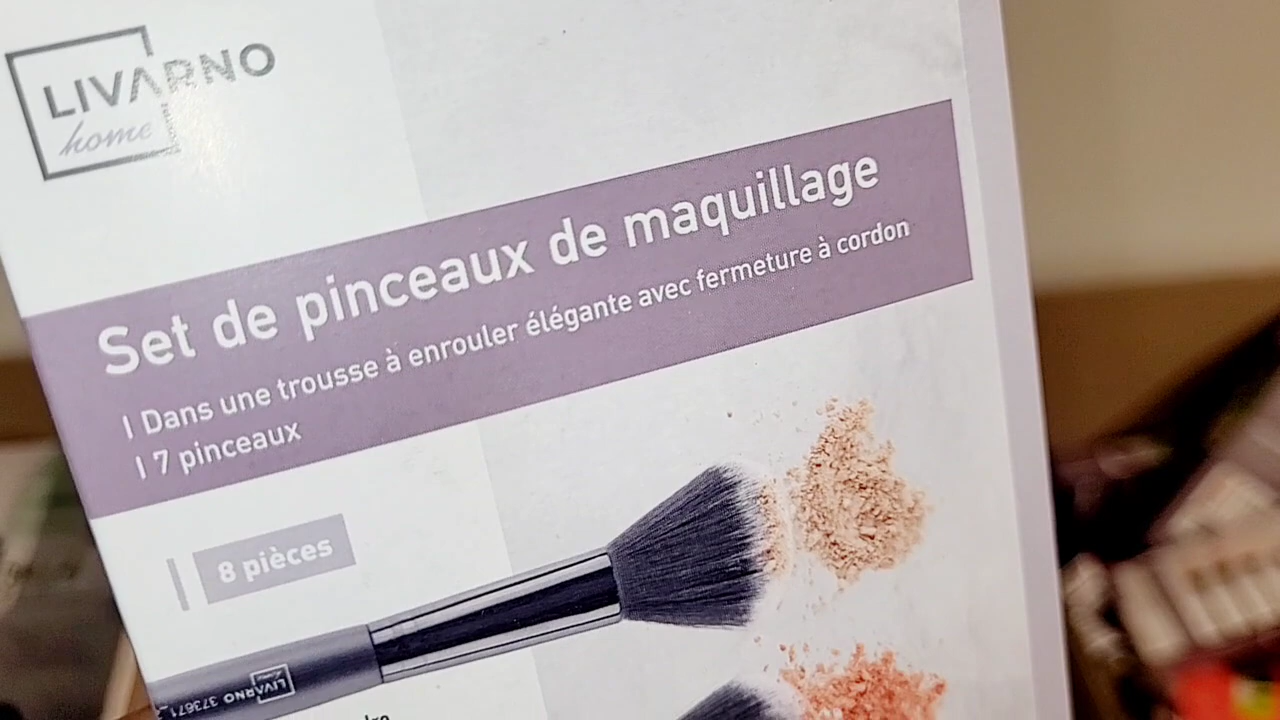 LIVARNO
home
Set de pinceaux de maquillage
| Dans une trousse à enrouler élégante avec fermeture à cordon
| 7 pinceaux
8 pièces
LIVARNO 373671